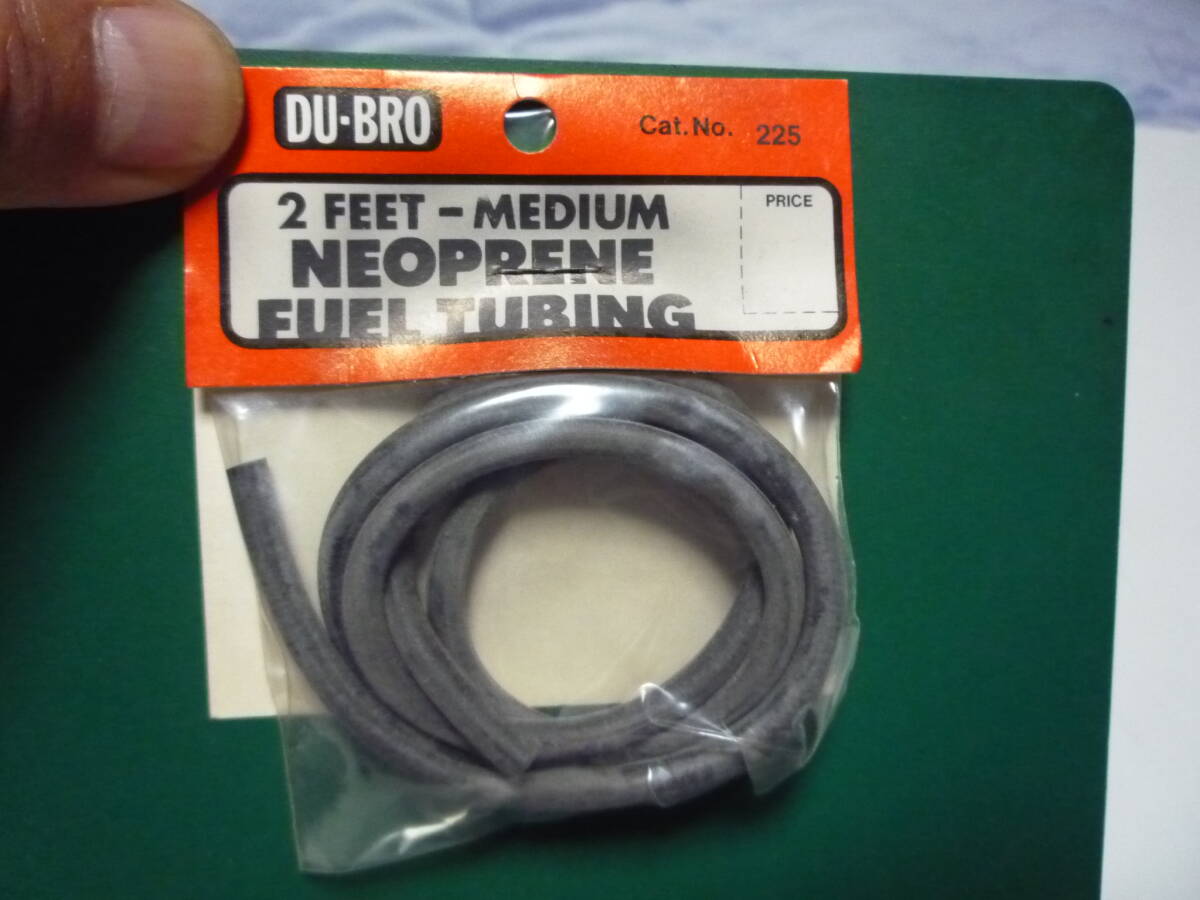 DU-BRO
Cat.No. 225
2 FEET - MEDIUM
PRICE
NEOPRENE
FUEL TUBING